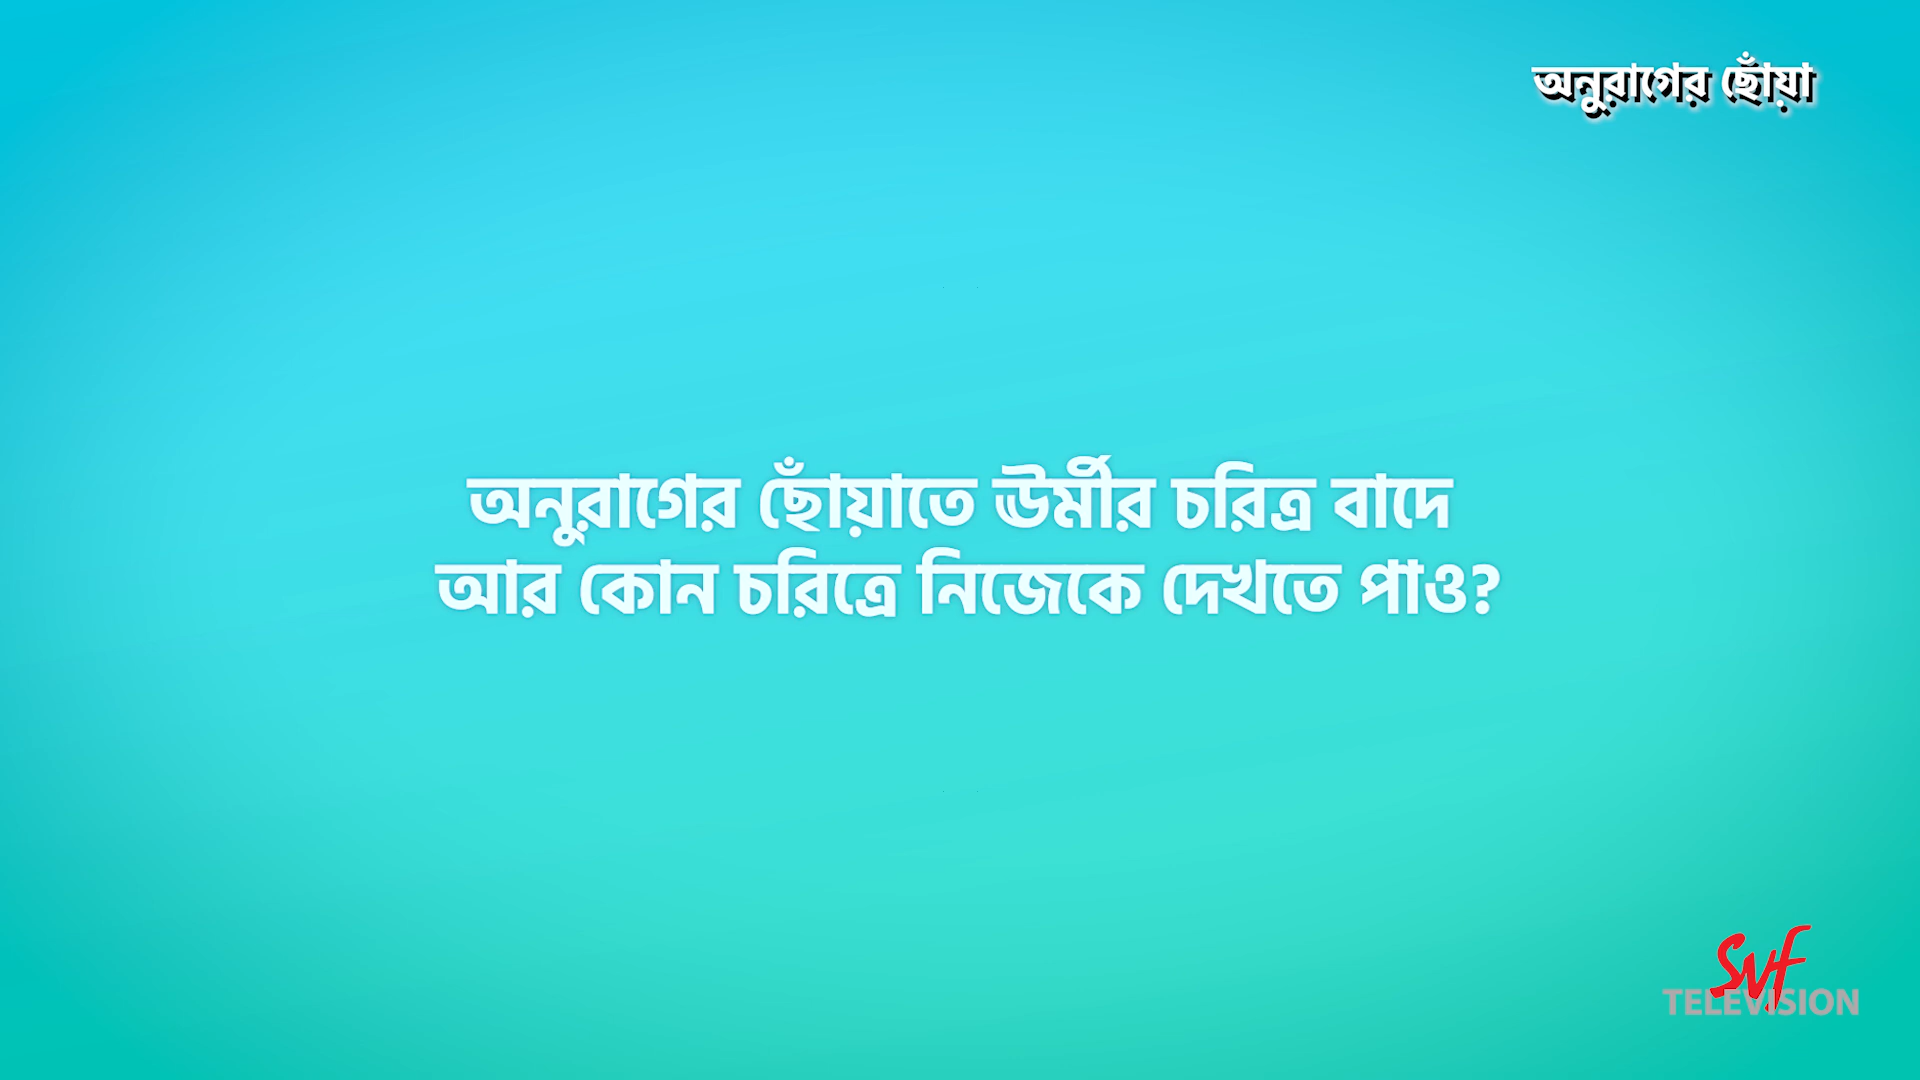 অনুরাগের ছোঁয়া
অনুরাগের ছোঁয়াতে ঊর্মীর চরিত্র বাদে
আর কোন চরিত্রে নিজেকে দেখতে পাও?
svf
TELEVISION